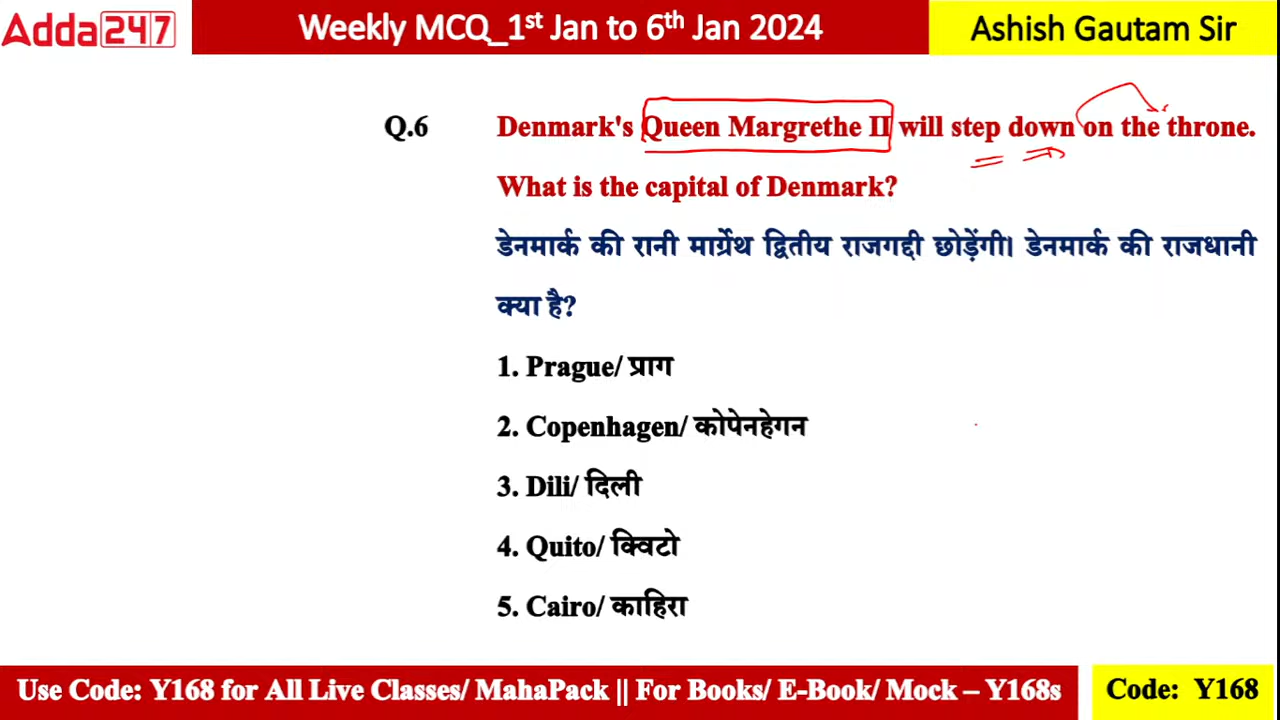 Adda247
Weekly MCQ_1st Jan to 6th Jan 2024
Ashish Gautam Sir
Q.6
Denmark's Queen Margrethe II will step down on the throne.
What is the capital of Denmark?
डेनमार्क की रानी मार्ग्रेथ द्वितीय राजगद्दी छोड़ेंगी। डेनमार्क की राजधानी
क्या है?
1. Prague/ प्राग
2. Copenhagen/ कोपेनहेगन
3. Dili/ दिली
4. Quito/ क्विटो
5. Cairo/ काहिरा
Use Code: Y168 for All Live Classes/ MahaPack || For Books/ E-Book/ Mock – Y168s
Code: Y168